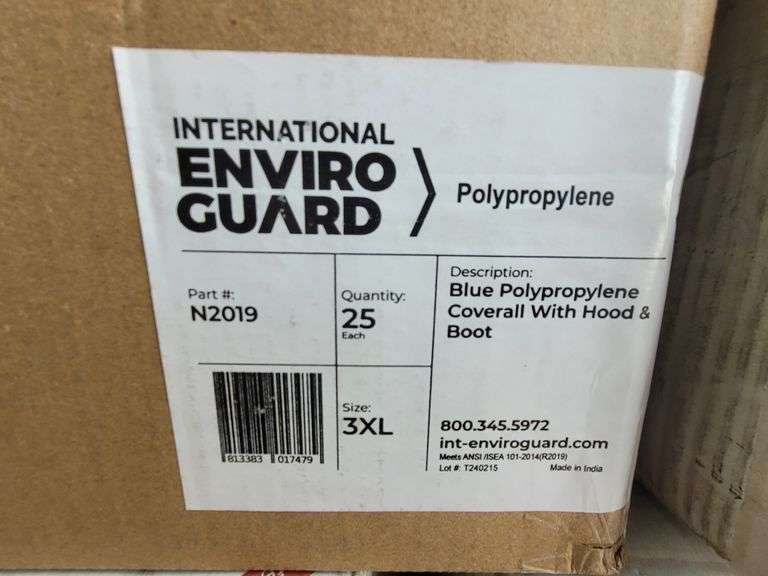 INTERNATIONAL
ENVIRO
GUARD
Polypropylene
Part #:
N2019
Quantity:
25
Each
Description:
Blue Polypropylene
Coverall With Hood &
Boot
813383 017479
Size:
3XL
800.345.5972
int-enviroguard.com
Meets ANSI /ISEA 101-2014(R2019)
Lot #: T240215 Made in India